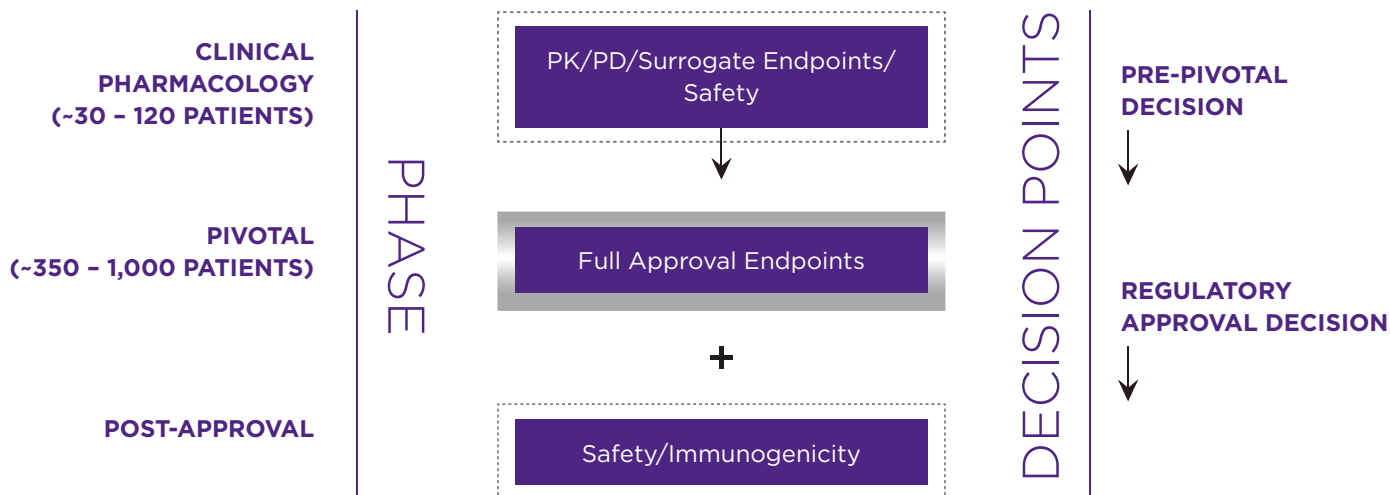 CLINICAL
PHARMACOLOGY
(~30 – 120 PATIENTS)
PIVOTAL
(~350 – 1,000 PATIENTS)
POST-APPROVAL
PHASE
PK/PD/Surrogate Endpoints/
Safety
Full Approval Endpoints
+
Safety/Immunogenicity
DECISION POINTS
PRE-PIVOTAL
DECISION
REGULATORY
APPROVAL DECISION